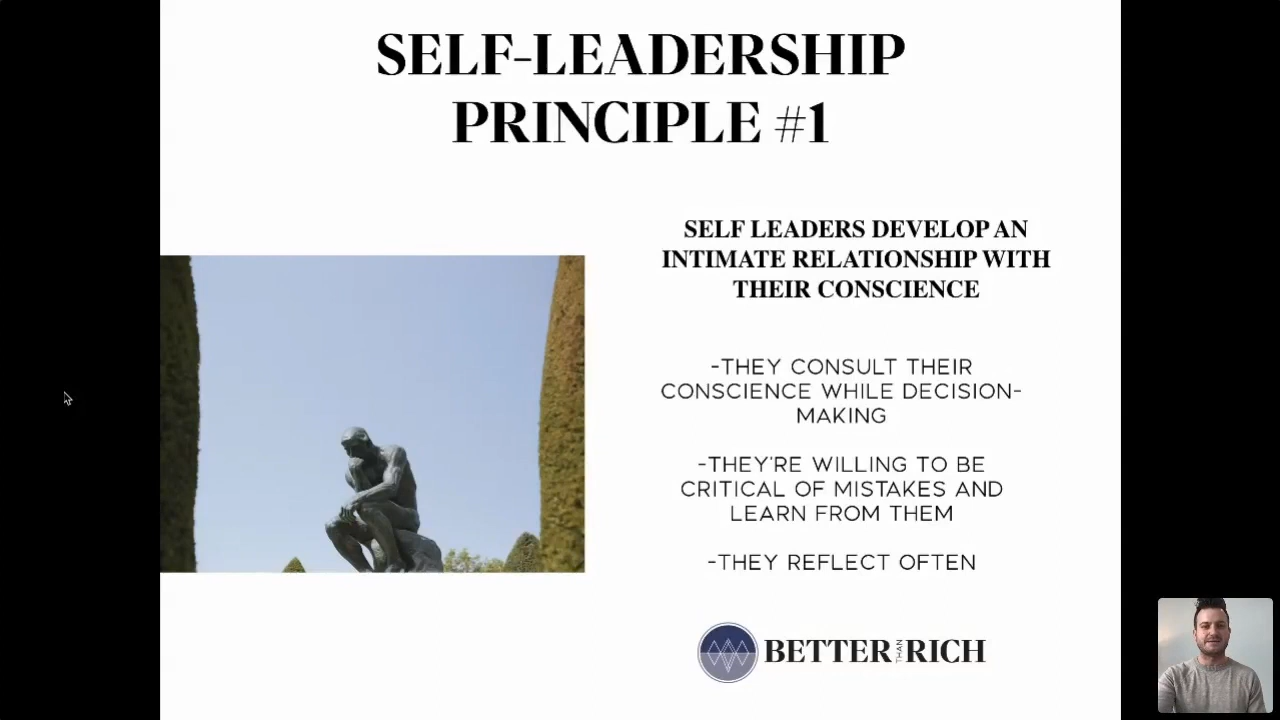 SELF-LEADERSHIP
PRINCIPLE #1
SELF LEADERS DEVELOP AN
INTIMATE RELATIONSHIP WITH
THEIR CONSCIENCE
-THEY CONSULT THEIR
CONSCIENCE WHILE DECISION-
MAKING
-THEY'RE WILLING TO BE
CRITICAL OF MISTAKES AND
LEARN FROM THEM
-THEY REFLECT OFTEN
BETTER THAN RICH